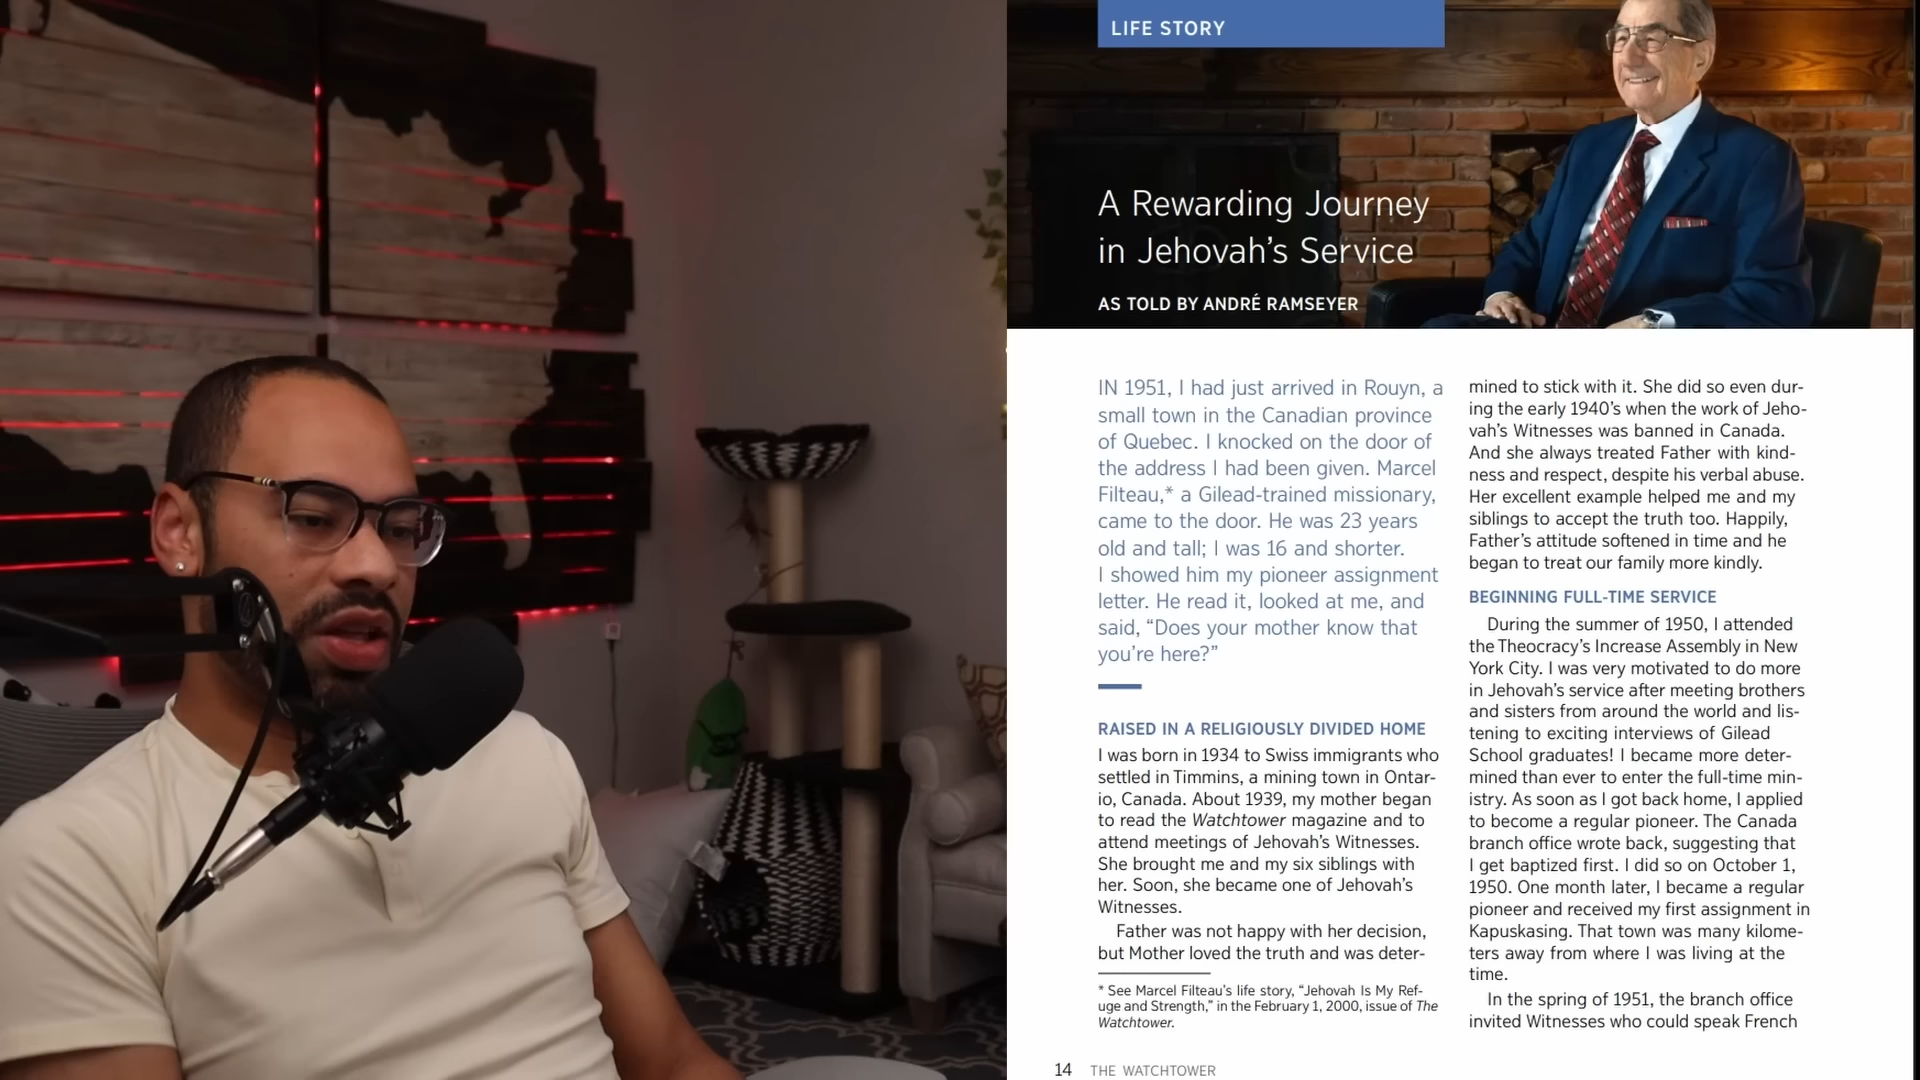 LIFE STORY
A Rewarding Journey
in Jehovah's Service
AS TOLD BY ANDRÉ RAMSEYER
IN 1951, I had just arrived in Rouyn, a
small town in the Canadian province
of Quebec. I knocked on the door of
the address I had been given. Marcel
Filteau,* a Gilead-trained missionary,
came to the door. He was 23 years
old and tall; I was 16 and shorter.
I showed him my pioneer assignment
letter. He read it, looked at me, and
said, “Does your mother know that
you're here?”
RAISED IN A RELIGIOUSLY DIVIDED HOME
I was born in 1934 to Swiss immigrants who
settled in Timmins, a mining town in Ontar-
io, Canada. About 1939, my mother began
to read the Watchtower magazine and to
attend meetings of Jehovah's Witnesses.
She brought me and my six siblings with
her. Soon, she became one of Jehovah's
Witnesses.
Father was not happy with her decision,
but Mother loved the truth and was deter-
* See Marcel Filteau's life story, “Jehovah Is My Ref-
uge and Strength,” in the February 1, 2000, issue of The
Watchtower.
mined to stick with it. She did so even dur-
ing the early 1940's when the work of Jeho-
vah's Witnesses was banned in Canada.
And she always treated Father with kind-
ness and respect, despite his verbal abuse.
Her excellent example helped me and my
siblings to accept the truth too. Happily,
Father's attitude softened in time and he
began to treat our family more kindly.
BEGINNING FULL-TIME SERVICE
During the summer of 1950, I attended
the Theocracy's Increase Assembly in New
York City. I was very motivated to do more
in Jehovah's service after meeting brothers
and sisters from around the world and lis-
tening to exciting interviews of Gilead
School graduates! I became more deter-
mined than ever to enter the full-time min-
istry. As soon as I got back home, I applied
to become a regular pioneer. The Canada
branch office wrote back, suggesting that
I get baptized first. I did so on October 1,
1950. One month later, I became a regular
pioneer and received my first assignment in
Kapuskasing. That town was many kilome-
ters away from where I was living at the
time.
In the spring of 1951, the branch office
invited Witnesses who could speak French
14 THE WATCHTOWER